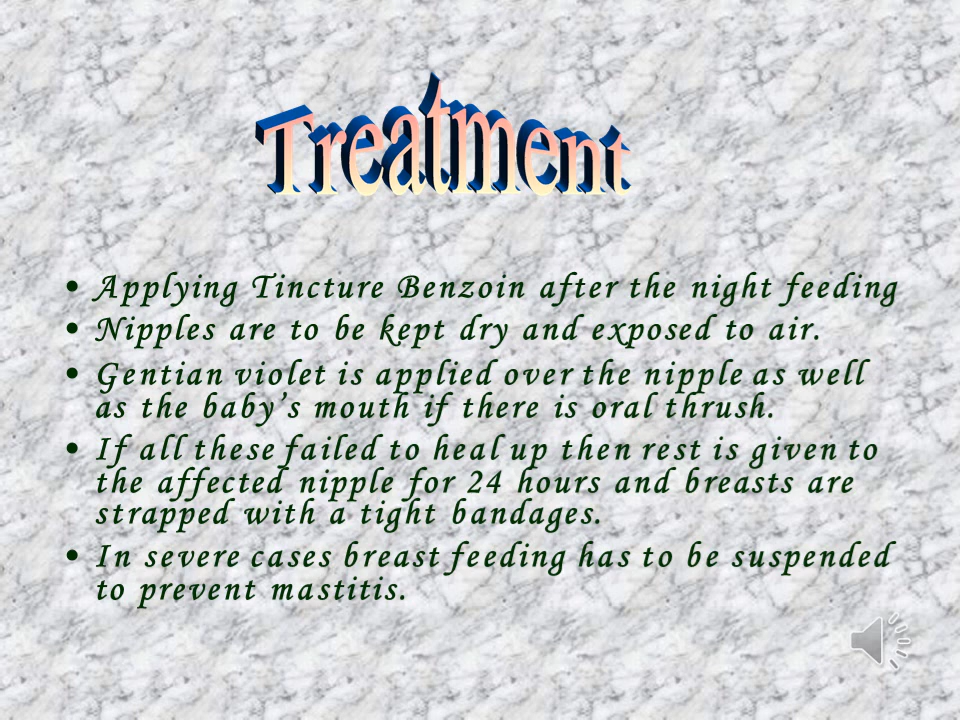 Treatment
• Applying Tincture Benzoin after the night feeding
• Nipples are to be kept dry and exposed to air.
• Gentian violet is applied over the nipple as well
as the baby’s mouth if there is oral thrush.
• If all these failed to heal up then rest is given to
the affected nipple for 24 hours and breasts are
strapped with a tight bandages.
• In severe cases breast feeding has to be suspended
to prevent mastitis.